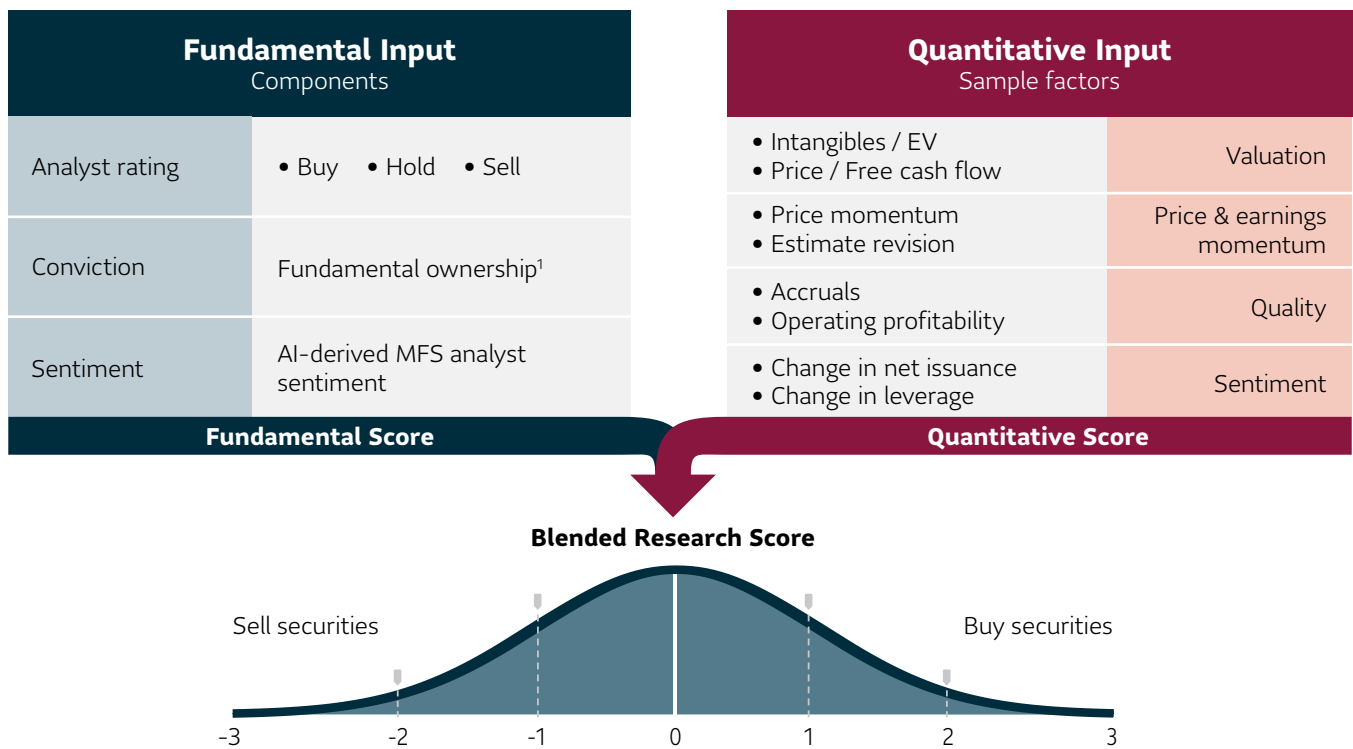 Fundamental Input
Components
Analyst rating
• Buy • Hold • Sell
Conviction
Fundamental ownership¹
Sentiment
AI-derived MFS analyst
sentiment
Fundamental Score
Quantitative Input
Sample factors
• Intangibles / EV
• Price / Free cash flow
Valuation
• Price momentum
• Estimate revision
Price & earnings
momentum
• Accruals
• Operating profitability
Quality
• Change in net issuance
• Change in leverage
Sentiment
Quantitative Score
Blended Research Score
Sell securities
Buy securities
-3 -2 -1 0 1 2 3